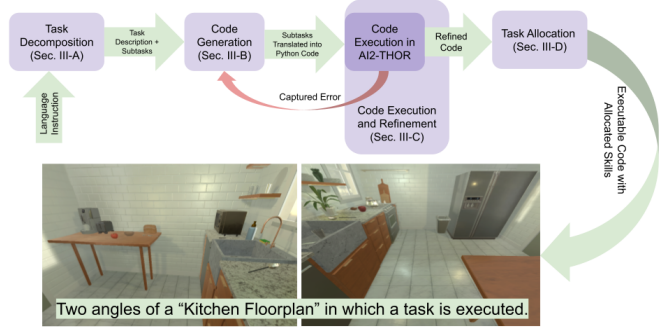 Task
Decomposition
(Sec. III-A)
Task
Description +
Subtasks
Code
Generation
(Sec. III-B)
Subtasks
Translated into
Python Code
Code
Execution in
AI2-THOR
Refined
Code
Task Allocation
(Sec. III-D)
Captured Error
Code Execution
and Refinement
(Sec. III-C)
Language
Instruction
Executable Code with
Allocated Skills
Two angles of a “Kitchen Floorplan” in which a task is executed.